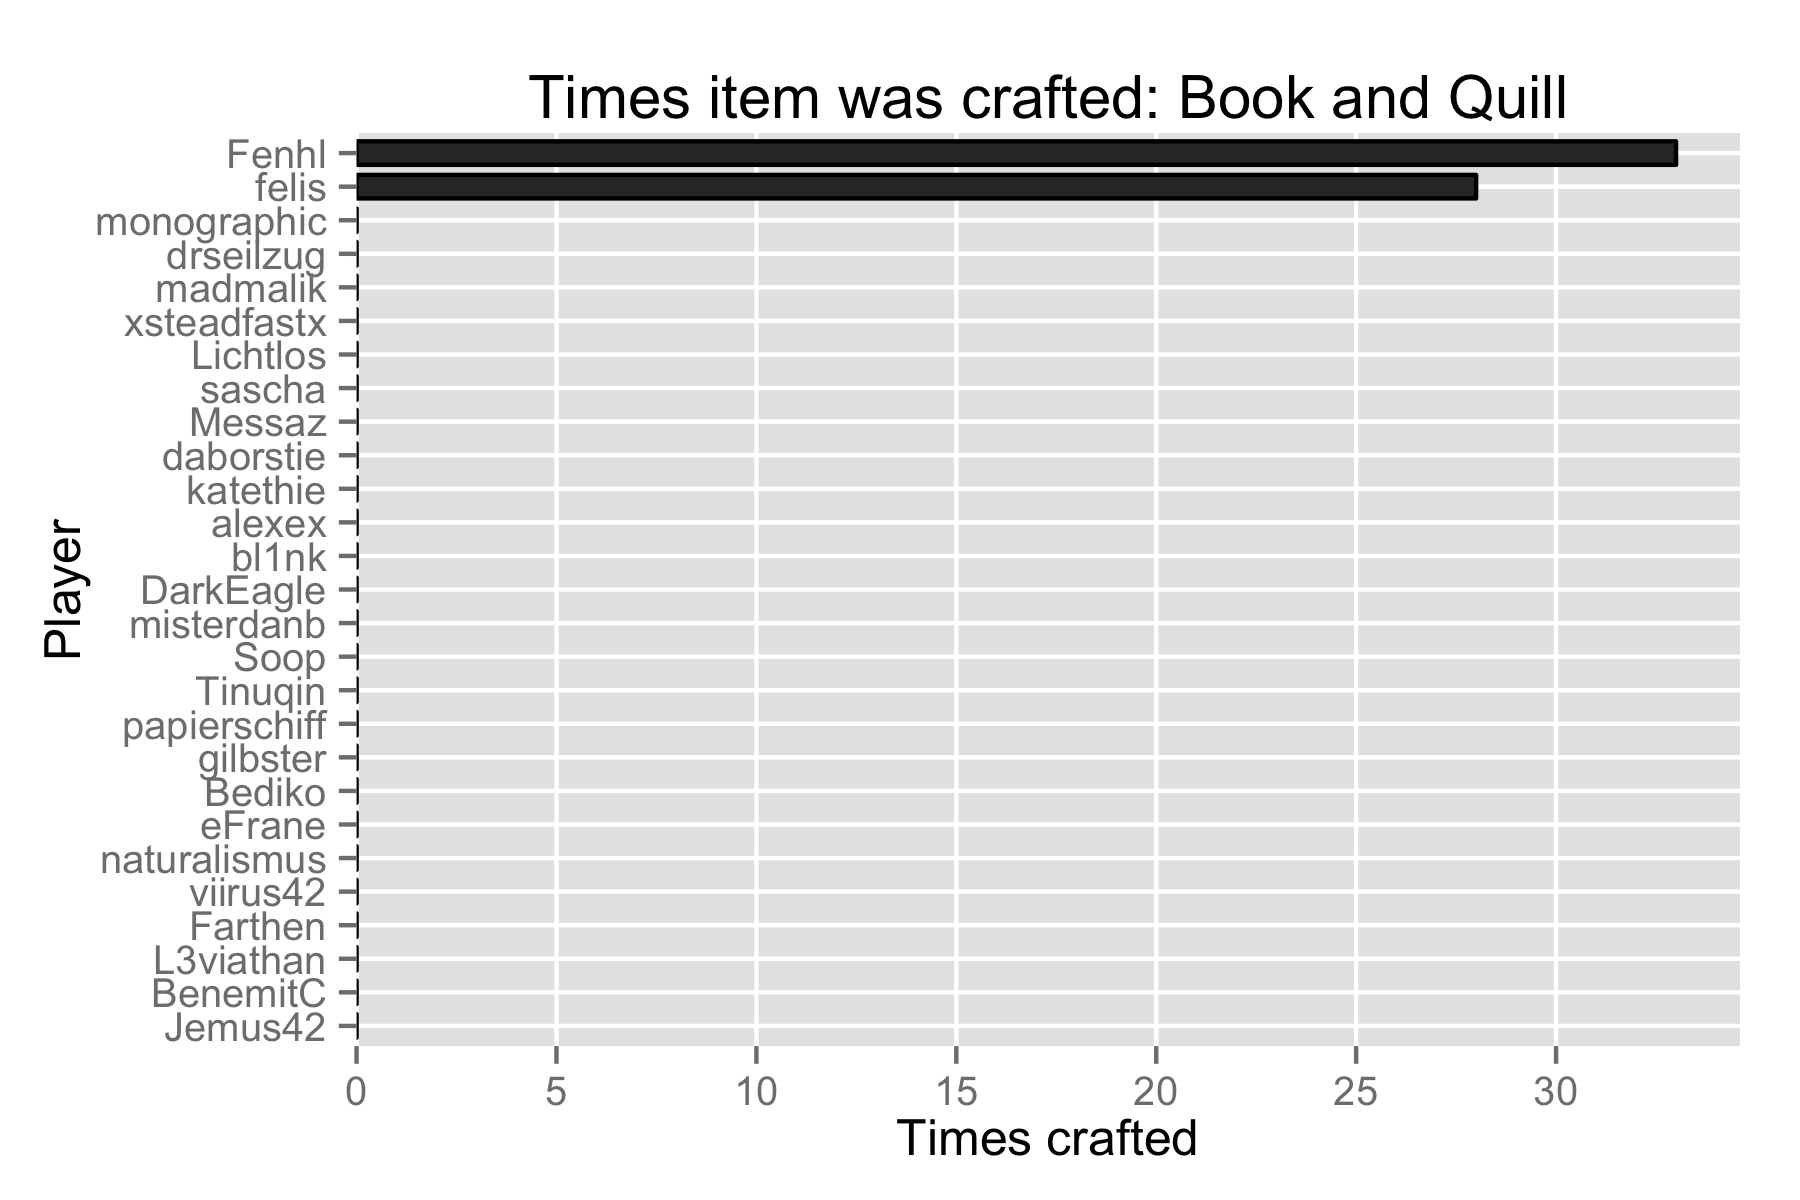 Times item was crafted: Book and Quill
Fenhl
felis
monographic
drseilzug
madmalik
xsteadfastx
Lichtlos
sascha
Messaz
daborstie
katethie
alexex
bl1nk
DarkEagle
misterdanb
Soop
Tinuqin
papierschiff
gilbster
Bediko
eFrane
naturalismus
viirus42
Farthen
L3viathan
BenemitC
Jemus42
Player
0 5 10 15 20 25 30
Times crafted